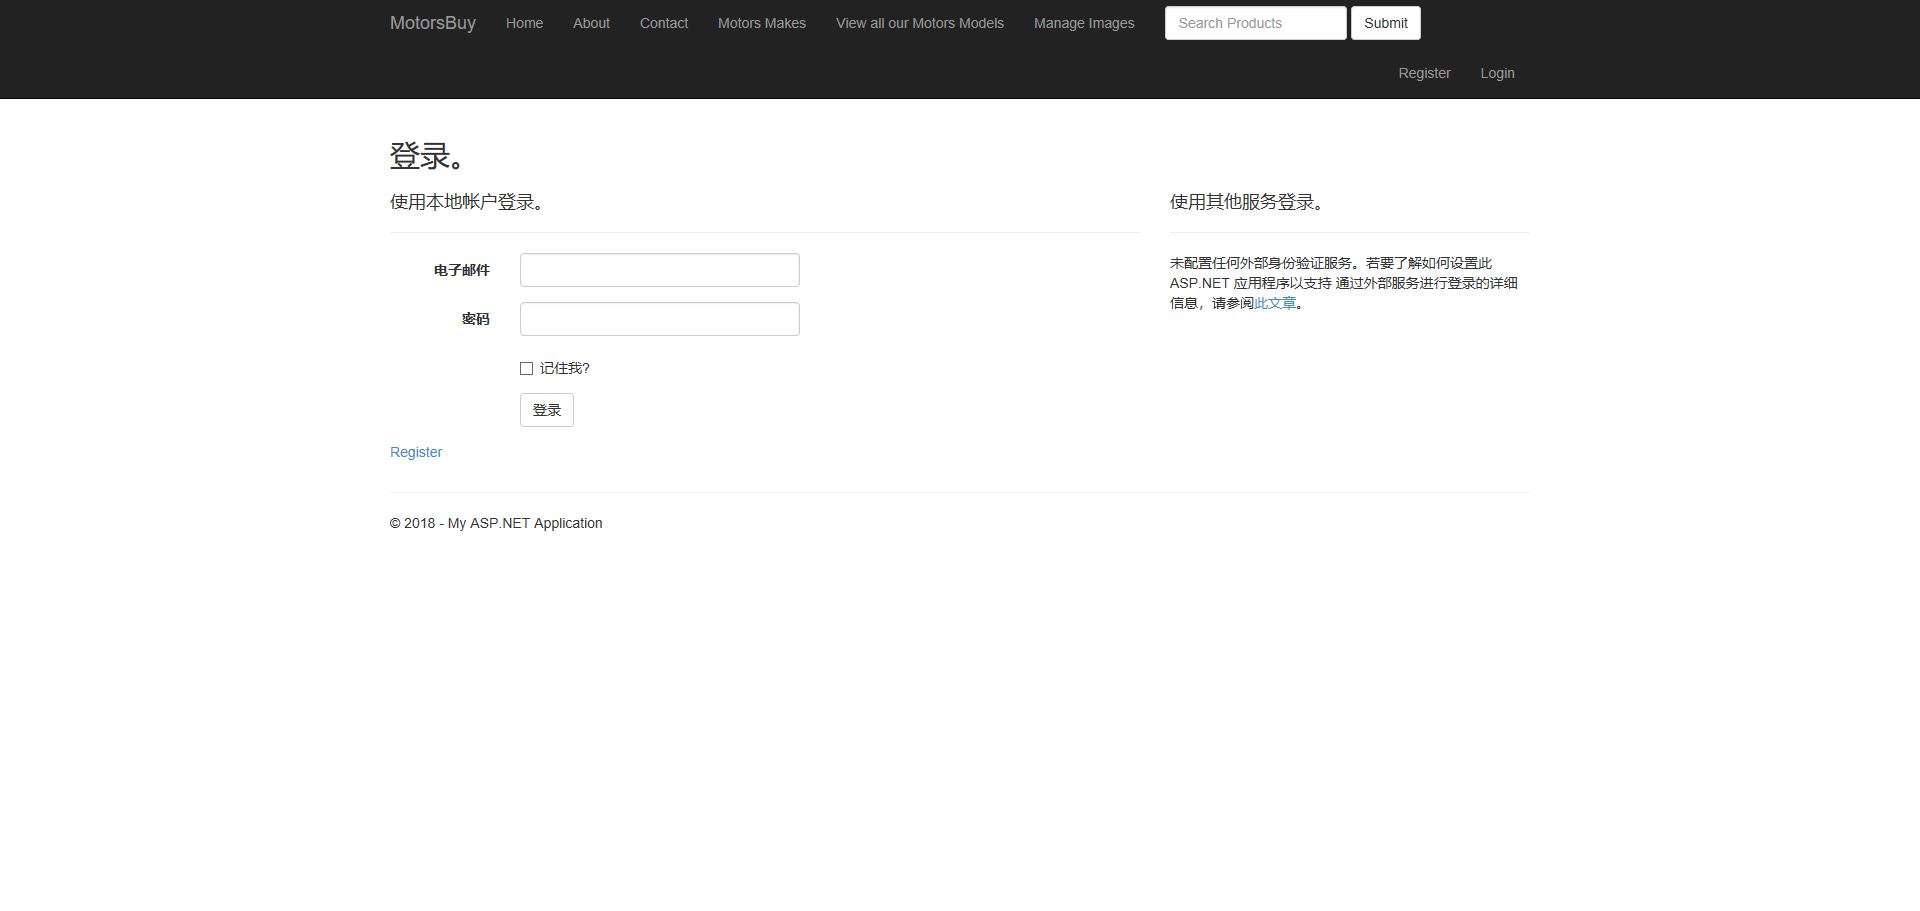 MotorsBuy Home About Contact Motors Makes View all our Motors Models Manage Images Search Products Submit
Register Login
登录。
使用本地帐户登录。
电子邮件
密码
记住我?
登录
Register
使用其他服务登录。
未配置任何外部身份验证服务。若要了解如何设置此
ASP.NET 应用程序以支持 通过外部服务进行登录的详细
信息，请参阅此文章。
© 2018 - My ASP.NET Application